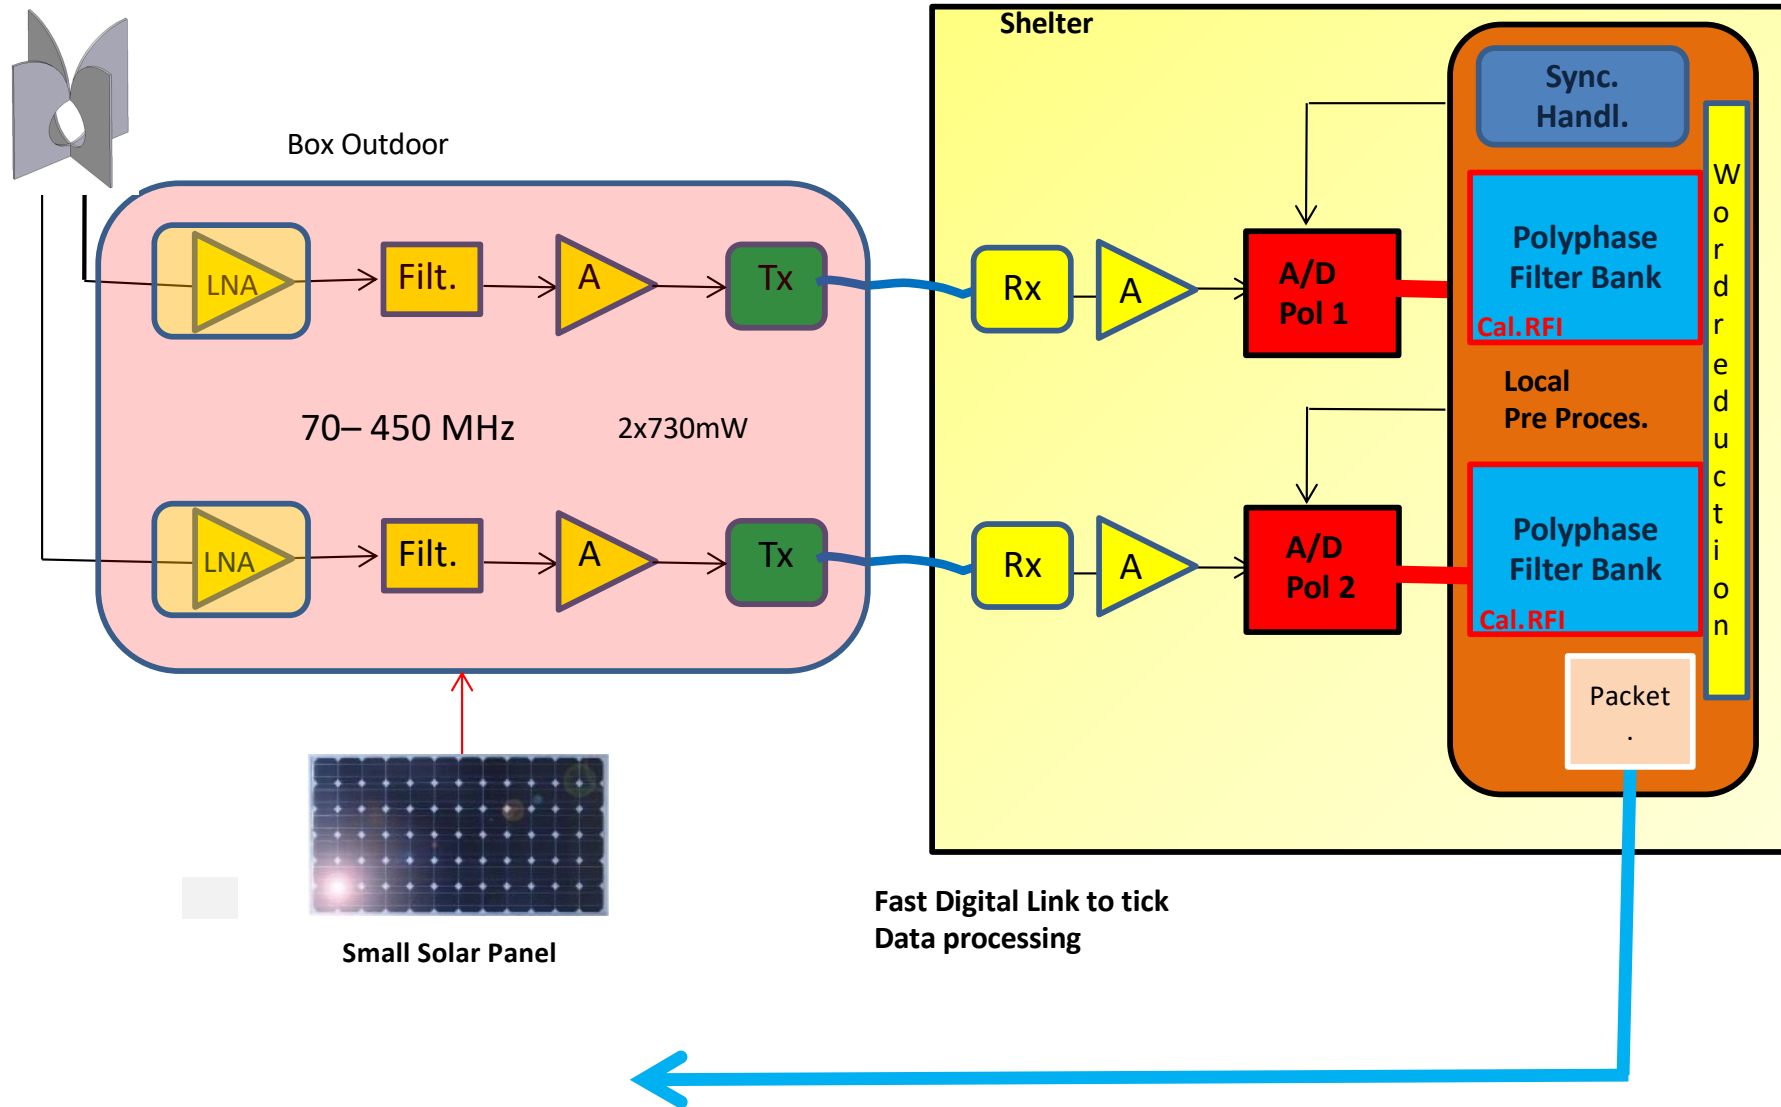 Shelter
Sync.
Handl.
Box Outdoor
Word reduction
LNA
Filt.
A
Tx
Rx
A
A/D
Pol 1
Polyphase
Filter Bank
Cal.RFI
Local
Pre Proces.
70– 450 MHz
2x730mW
LNA
Filt.
A
Tx
Rx
A
A/D
Pol 2
Polyphase
Filter Bank
Cal.RFI
Packet
.
Fast Digital Link to tick
Data processing
Small Solar Panel